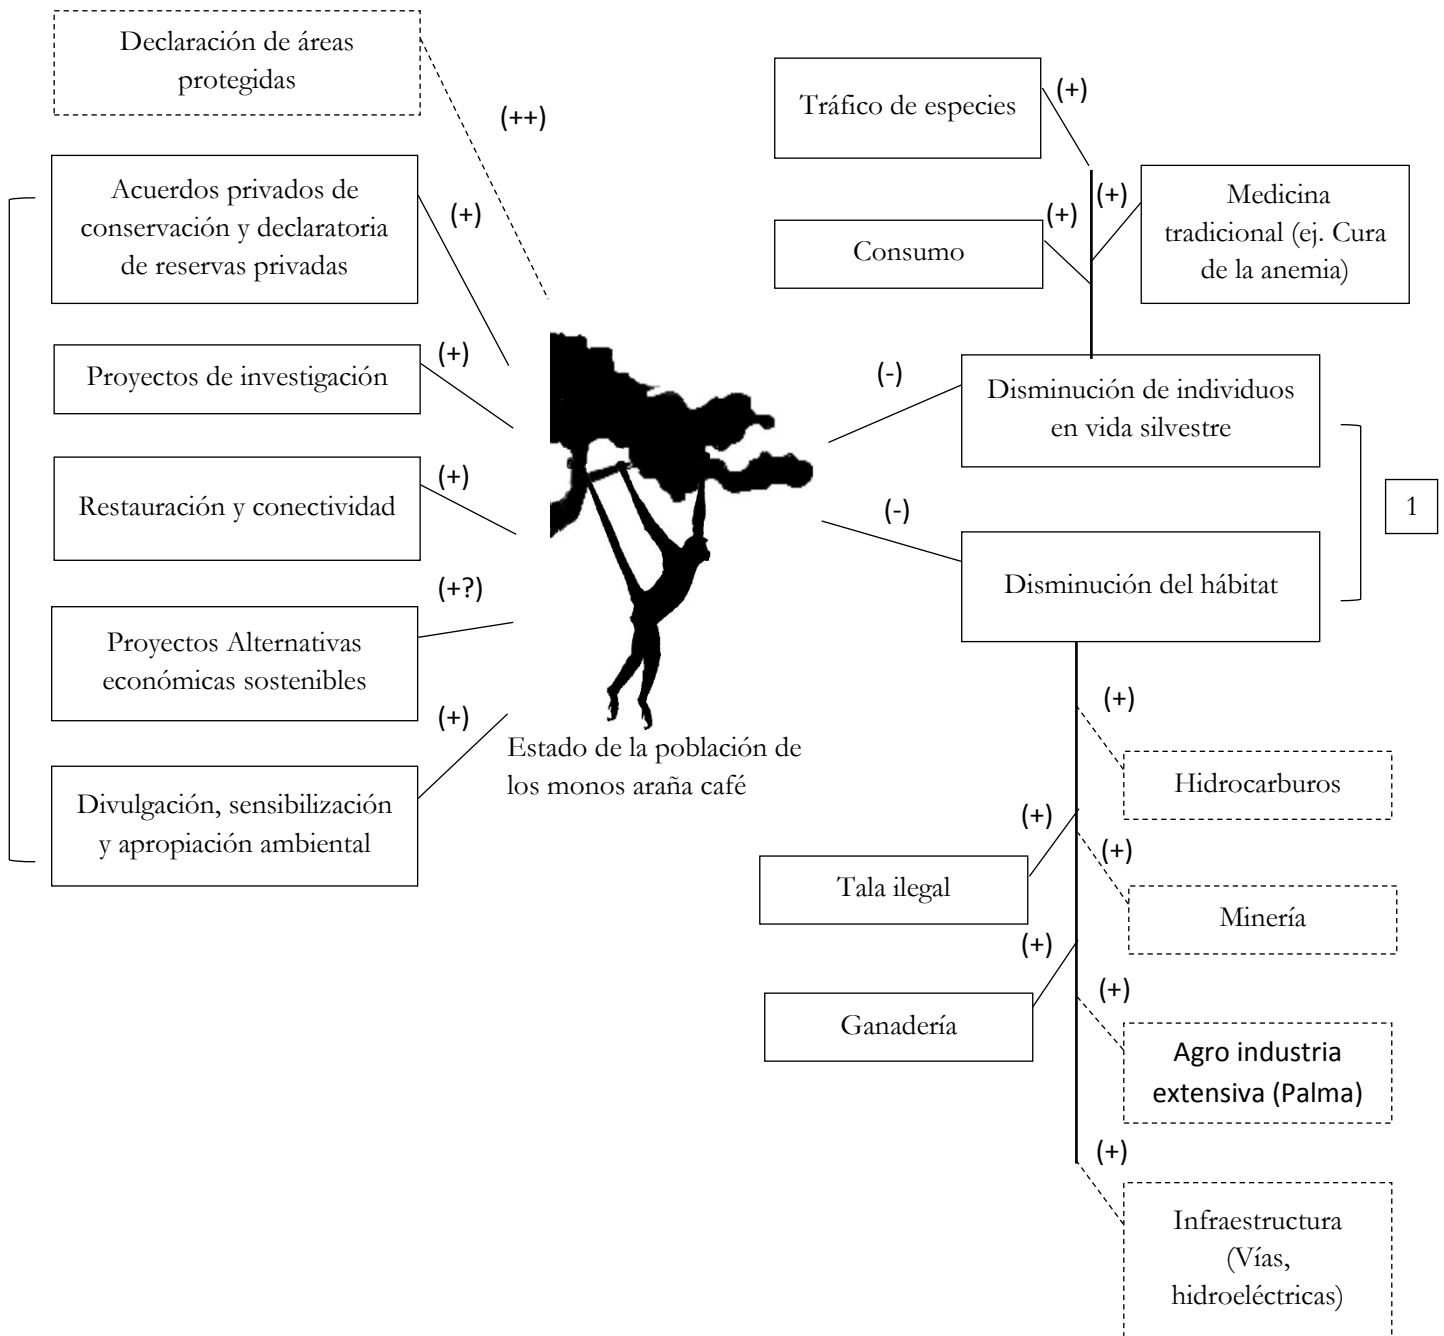 Declaración de áreas
protegidas
(++)
Acuerdos privados de
conservación y declaratoria
de reservas privadas
(+)
Proyectos de investigación
(+)
Restauración y conectividad
(+)
Proyectos Alternativas
económicas sostenibles
(+?)
Divulgación, sensibilización
y apropiación ambiental
(+)
Estado de la población de
los monos araña café
Tráfico de especies
(+)
Consumo
(+)
(+)
Medicina
tradicional (ej. Cura
de la anemia)
(-)
Disminución de individuos
en vida silvestre
(-)
Disminución del hábitat
1
(+)
Hidrocarburos
(+)
Tala ilegal
(+)
Minería
(+)
Ganadería
(+)
Agro industria
extensiva (Palma)
(+)
Infraestructura
(Vías,
hidroeléctricas)